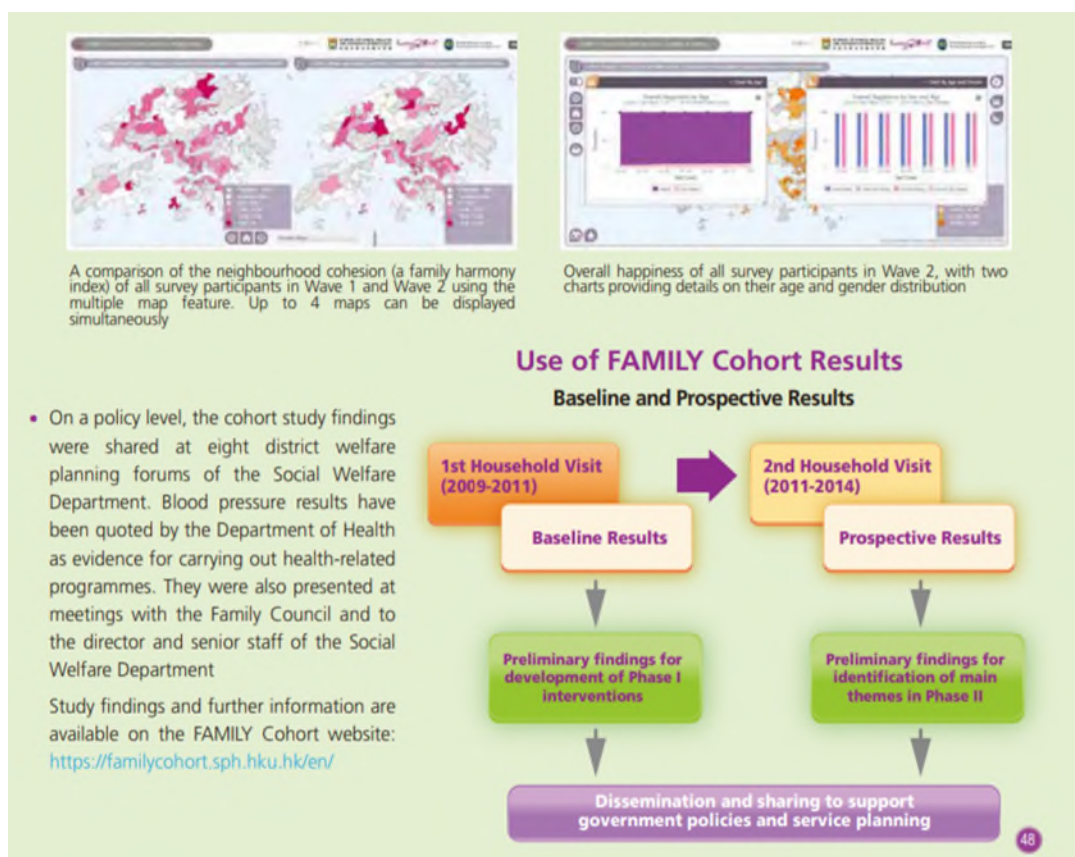 A comparison of the neighbourhood cohesion (a family harmony
index) of all survey participants in Wave 1 and Wave 2 using the
multiple map feature. Up to 4 maps can be displayed
simultaneously
Overall happiness of all survey participants in Wave 2, with two
charts providing details on their age and gender distribution
Use of FAMILY Cohort Results
Baseline and Prospective Results
• On a policy level, the cohort study findings
were shared at eight district welfare
planning forums of the Social Welfare
Department. Blood pressure results have
been quoted by the Department of Health
as evidence for carrying out health-related
programmes. They were also presented at
meetings with the Family Council and to
the director and senior staff of the Social
Welfare Department
Study findings and further information are
available on the FAMILY Cohort website:
https://familycohort.sph.hku.hk/en/
1st Household Visit
(2009-2011)
Baseline Results
2nd Household Visit
(2011-2014)
Prospective Results
Preliminary findings for
development of Phase I
interventions
Preliminary findings for
identification of main
themes in Phase II
Dissemination and sharing to support
government policies and service planning
48